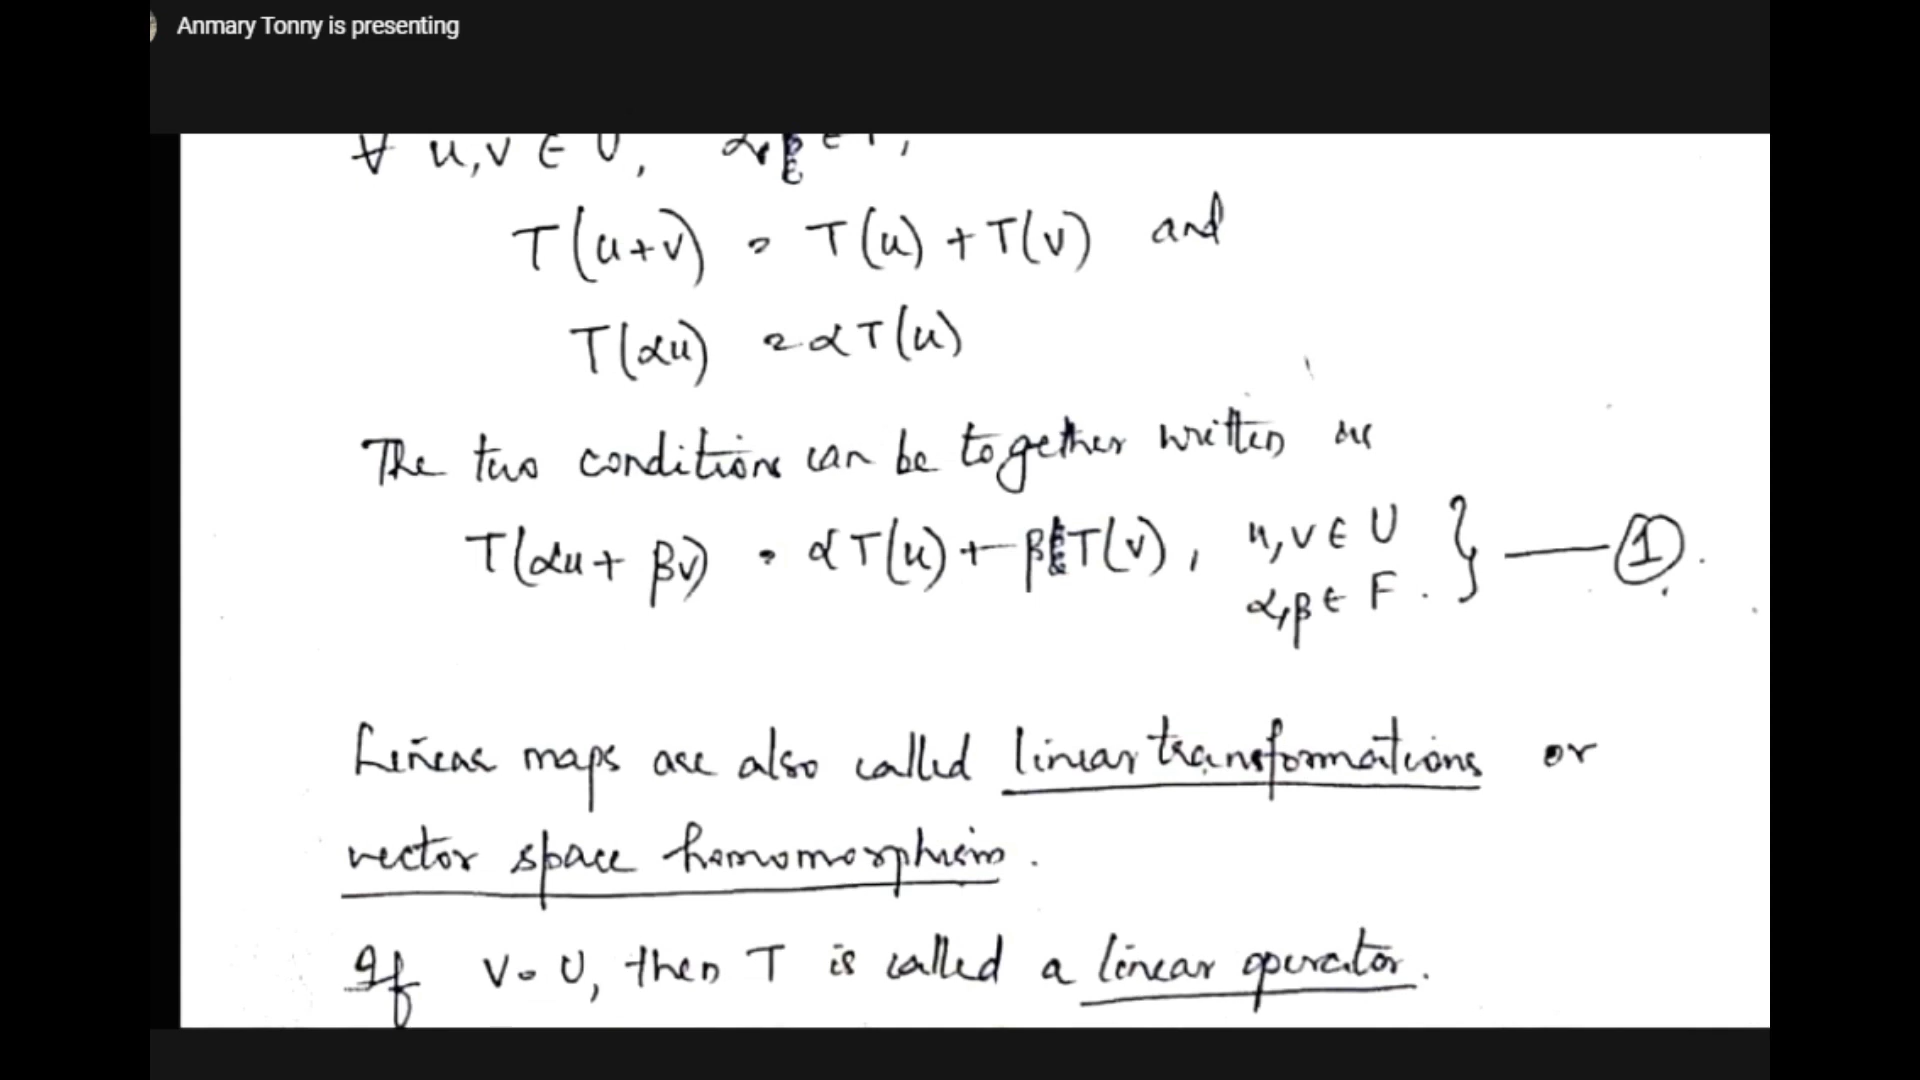 Anmary Tonny is presenting
∀ u,v ∈ U, α,β ∈ F,
T(u+v) = T(u) + T(v) and
T(αu) = αT(u)
The two conditions can be together written as
T(αu + βv) = αT(u) + βT(v), u,v ∈ U
α,β ∈ F. } — ①.
Linear maps are also called linear transformations or
vector space homomorphism.
If V = U, then T is called a linear operator.